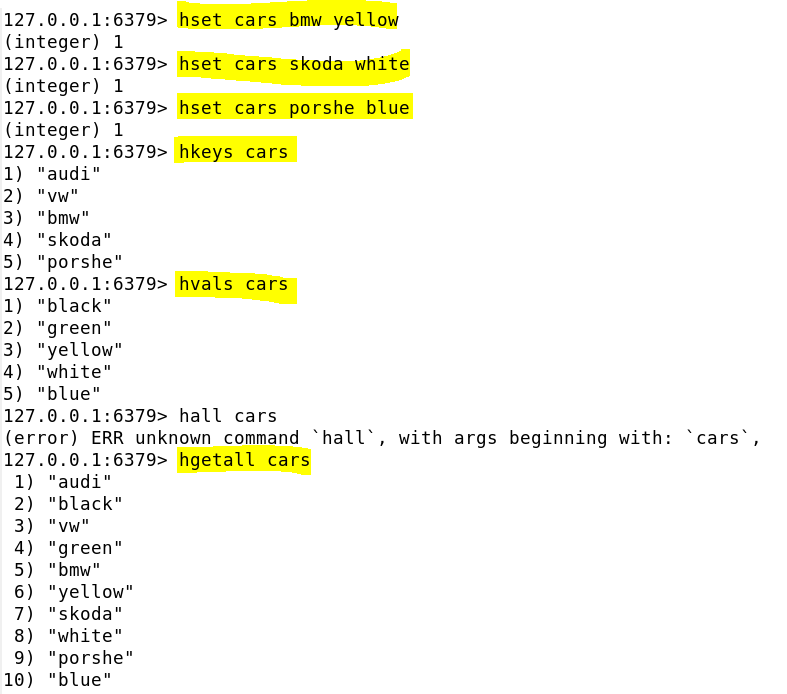 127.0.0.1:6379> hset cars bmw yellow
(integer) 1
127.0.0.1:6379> hset cars skoda white
(integer) 1
127.0.0.1:6379> hset cars porshe blue
(integer) 1
127.0.0.1:6379> hkeys cars
1) "audi"
2) "vw"
3) "bmw"
4) "skoda"
5) "porshe"
127.0.0.1:6379> hvals cars
1) "black"
2) "green"
3) "yellow"
4) "white"
5) "blue"
127.0.0.1:6379> hall cars
(error) ERR unknown command `hall`, with args beginning with: `cars`,
127.0.0.1:6379> hgetall cars
 1) "audi"
 2) "black"
 3) "vw"
 4) "green"
 5) "bmw"
 6) "yellow"
 7) "skoda"
 8) "white"
 9) "porshe"
10) "blue"